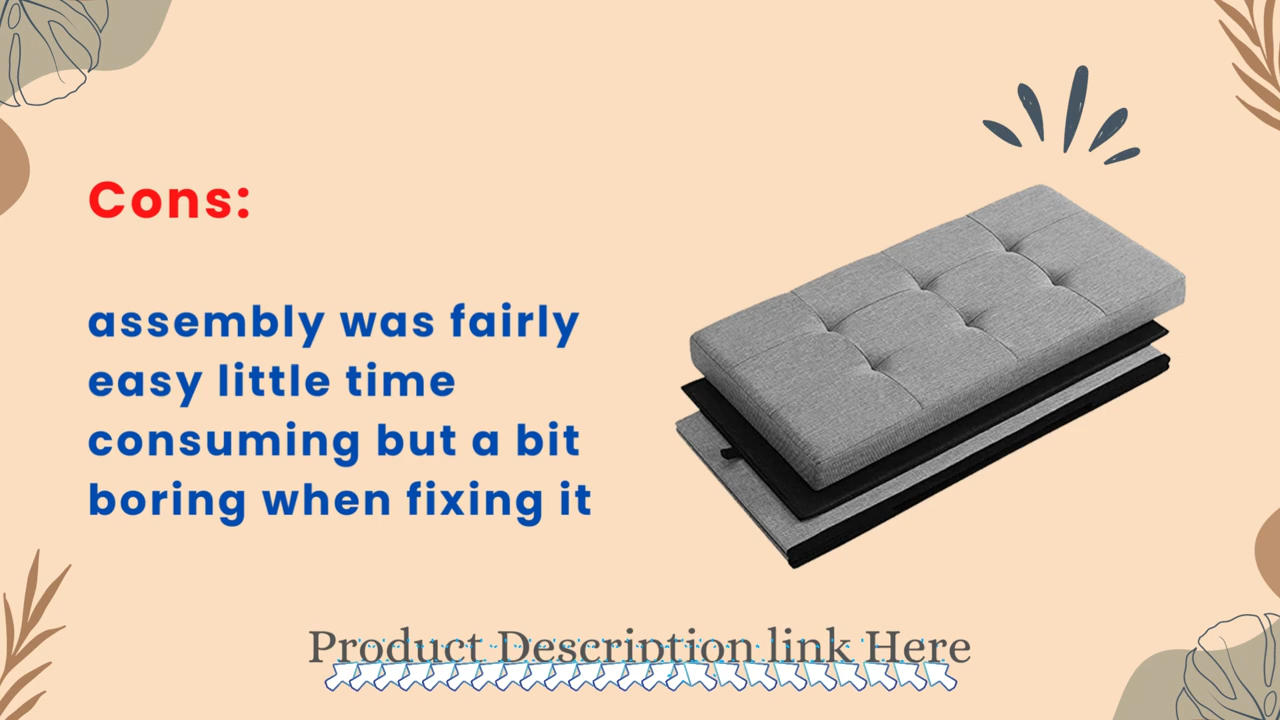 Cons:
assembly was fairly
easy little time
consuming but a bit
boring when fixing it
Product Description link Here